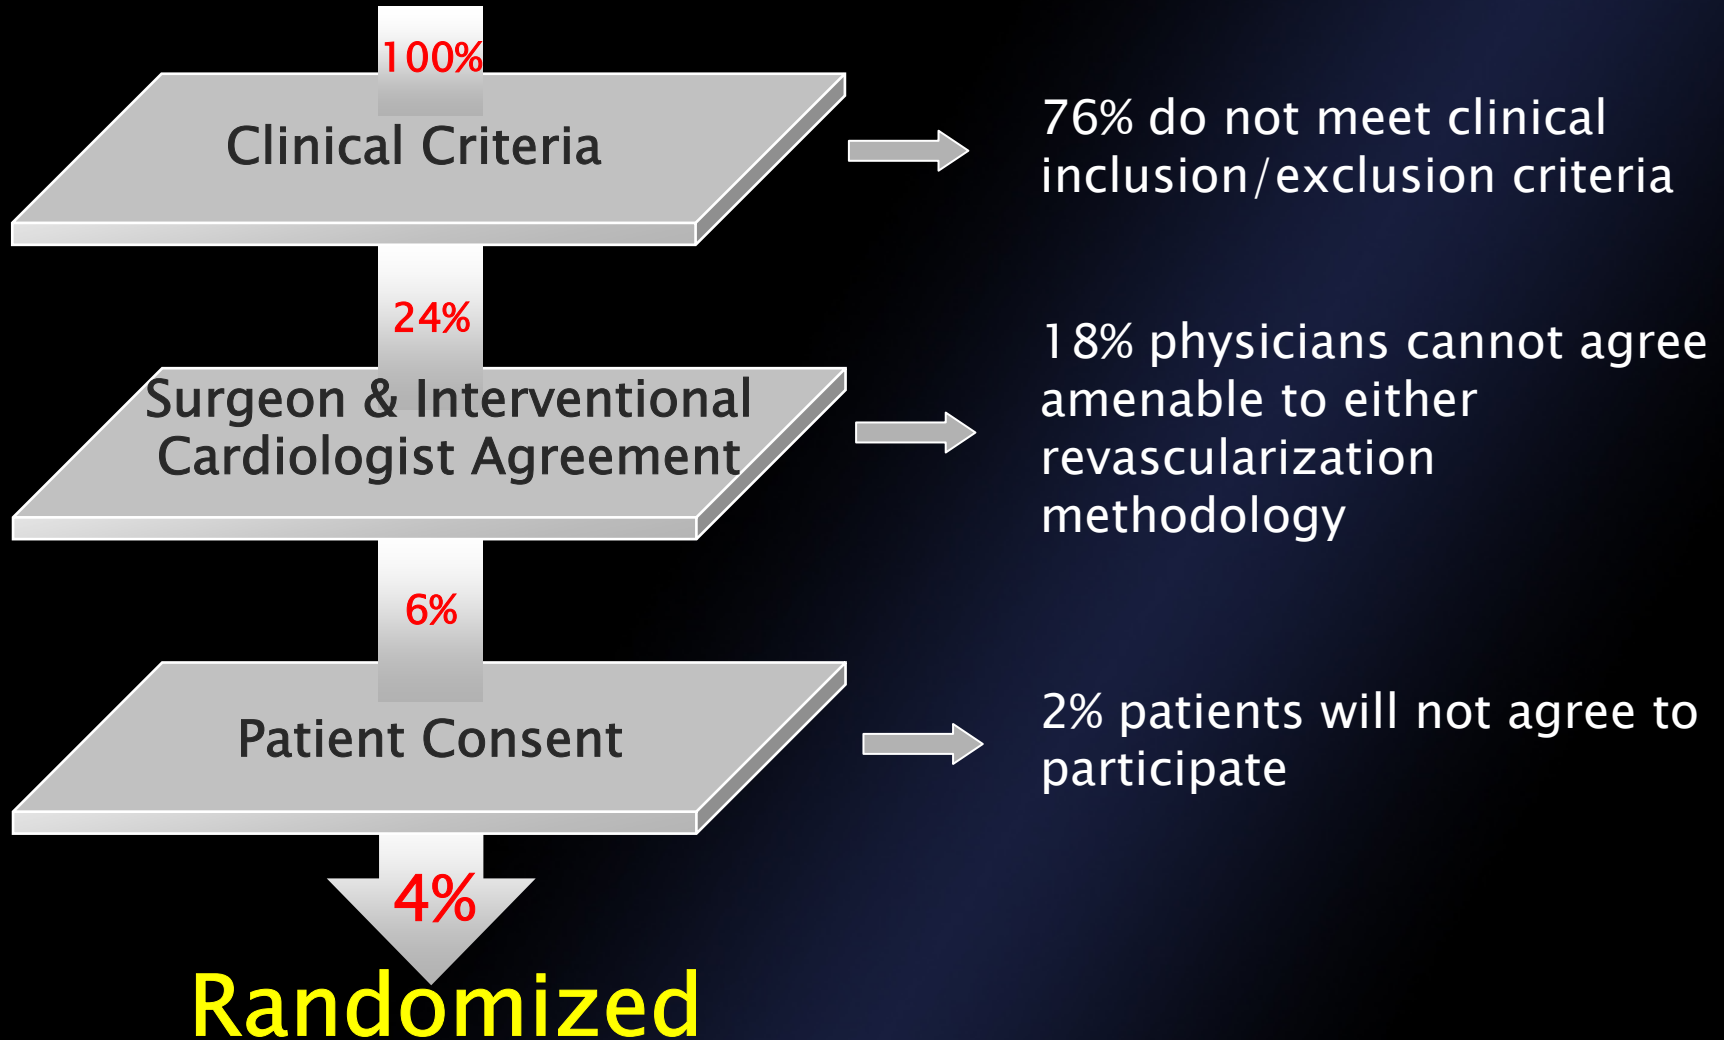 100%
Clinical Criteria
76% do not meet clinical
inclusion/exclusion criteria
24%
Surgeon & Interventional
Cardiologist Agreement
18% physicians cannot agree
amenable to either
revascularization
methodology
6%
Patient Consent
2% patients will not agree to
participate
4%
Randomized